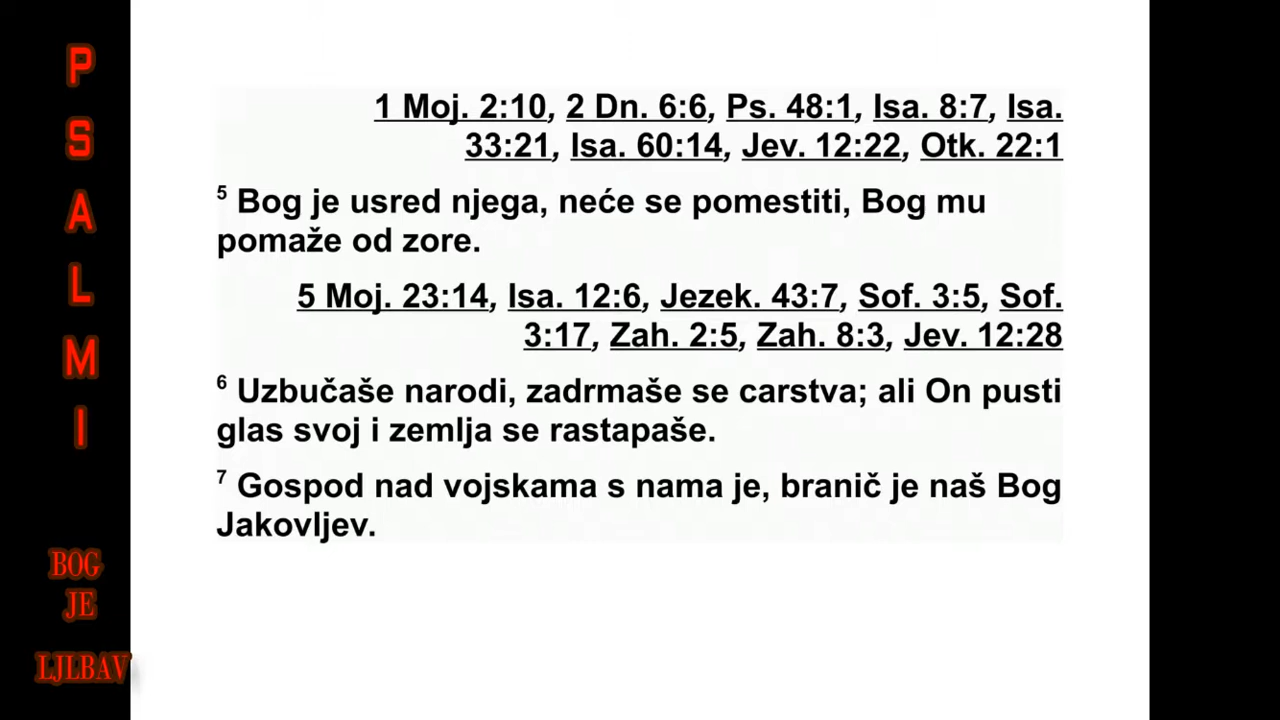 PSALMI
BOG
JE
LJLBAV
1 Moj. 2:10, 2 Dn. 6:6, Ps. 48:1, Isa. 8:7, Isa.
33:21, Isa. 60:14, Jev. 12:22, Otk. 22:1
5 Bog je usred njega, neće se pomestiti, Bog mu
pomaže od zore.
5 Moj. 23:14, Isa. 12:6, Jezek. 43:7, Sof. 3:5, Sof.
3:17, Zah. 2:5, Zah. 8:3, Jev. 12:28
6 Uzbučaše narodi, zadrmaše se carstva; ali On pusti
glas svoj i zemlja se rastapaše.
7 Gospod nad vojskama s nama je, branič je naš Bog
Jakovljev.